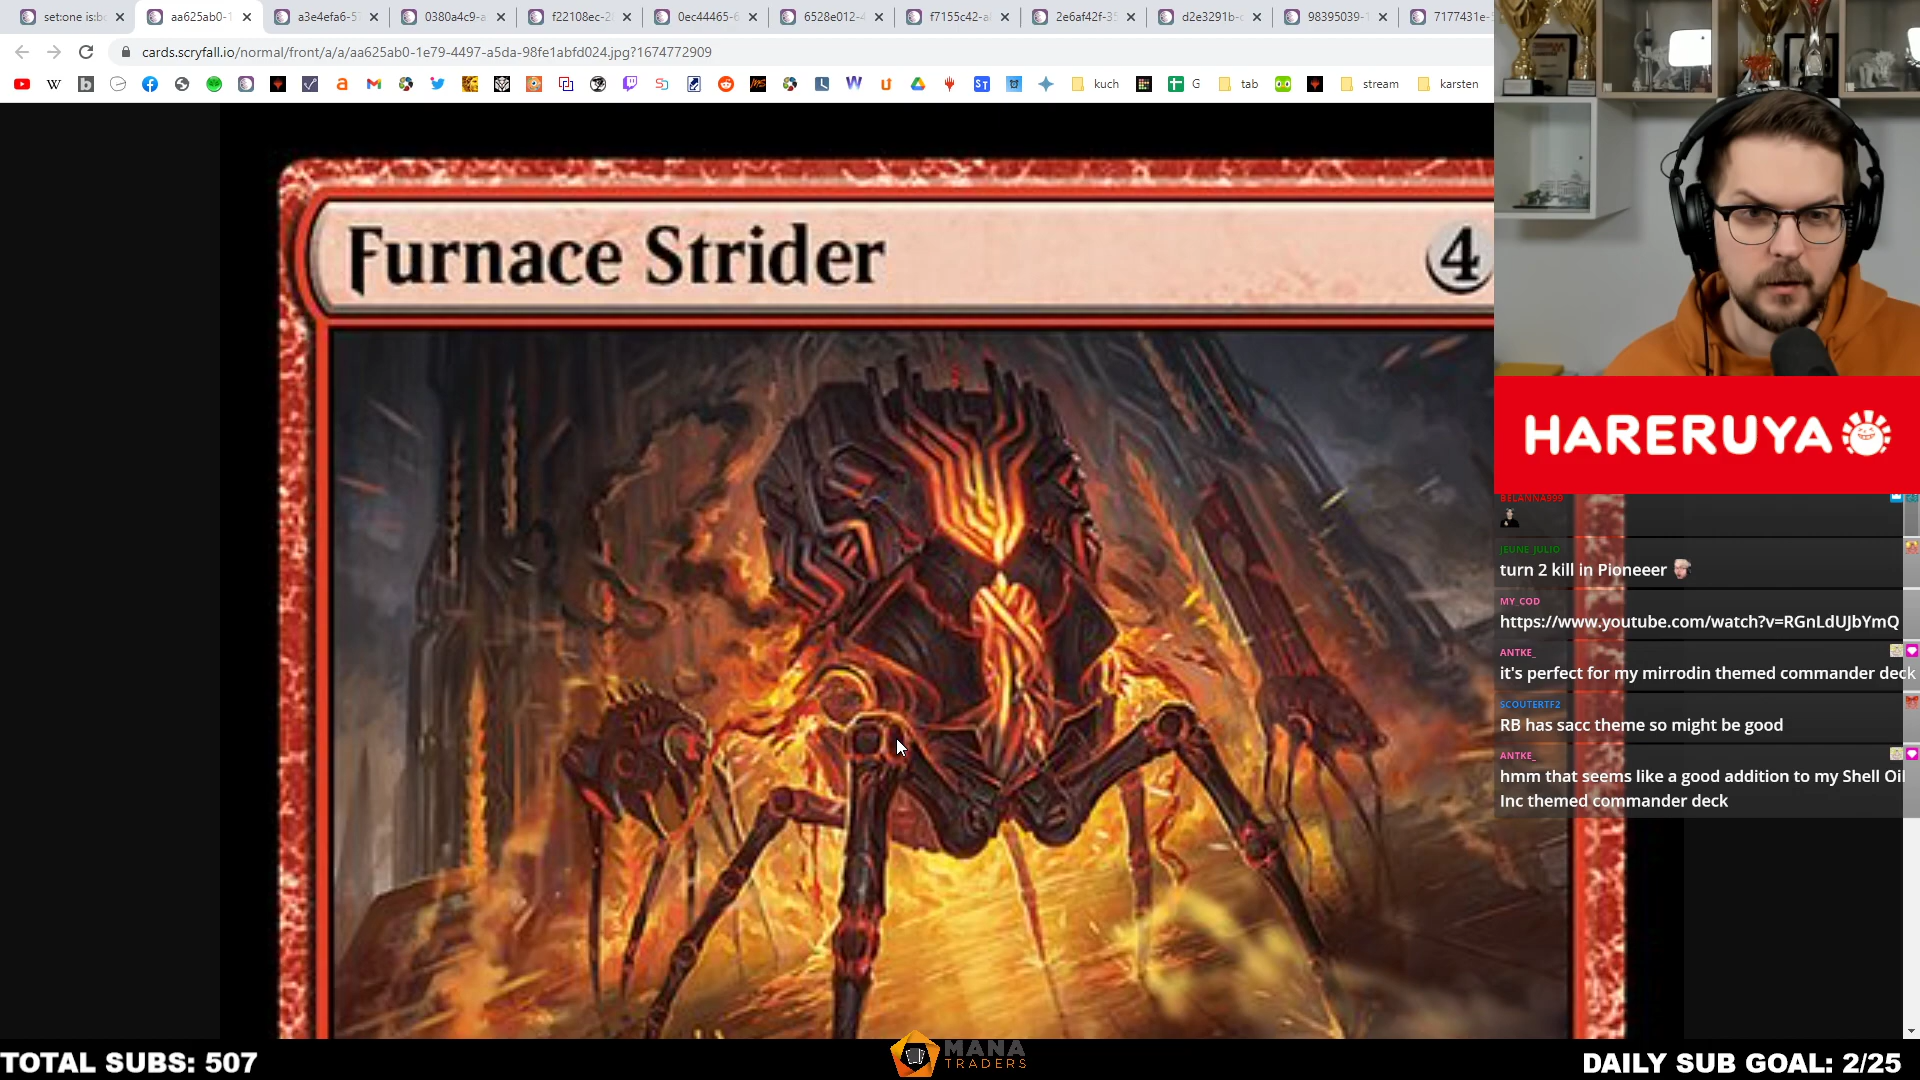 set:one is:bo
aa625ab0-1
a3e4efa6-5
0380a4c9-a
f22108ec-2
0ec44465-6
6528e012-4
f7155c42-a
2e6af42f-3
d2e3291b-
98395039-
7177431e-
cards.scryfall.io/normal/front/a/a/aa625ab0-1e79-4497-a5da-98fe1abfd024.jpg?1674772909
kuch
G
tab
stream
karsten
Furnace Strider
4
HARERUYA
BELANNA999
JEUNE_JULIO
turn 2 kill in Pioneeer
MY_COD
https://www.youtube.com/watch?v=RGnLdUJbYmQ
ANTKE_
it's perfect for my mirrodin themed commander deck
SCOUTERTF2
RB has sacc theme so might be good
ANTKE_
hmm that seems like a good addition to my Shell Oil
Inc themed commander deck
TOTAL SUBS: 507
MANA
TRADERS
DAILY SUB GOAL: 2/25